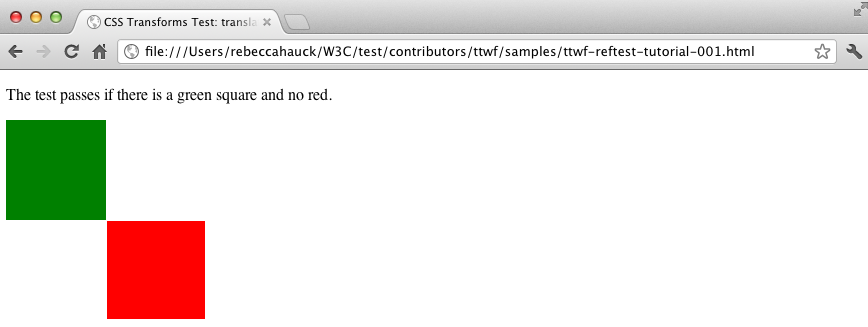 CSS Transforms Test: transla
file:///Users/rebeccahauck/W3C/test/contributors/ttwf/samples/ttwf-reftest-tutorial-001.html
The test passes if there is a green square and no red.